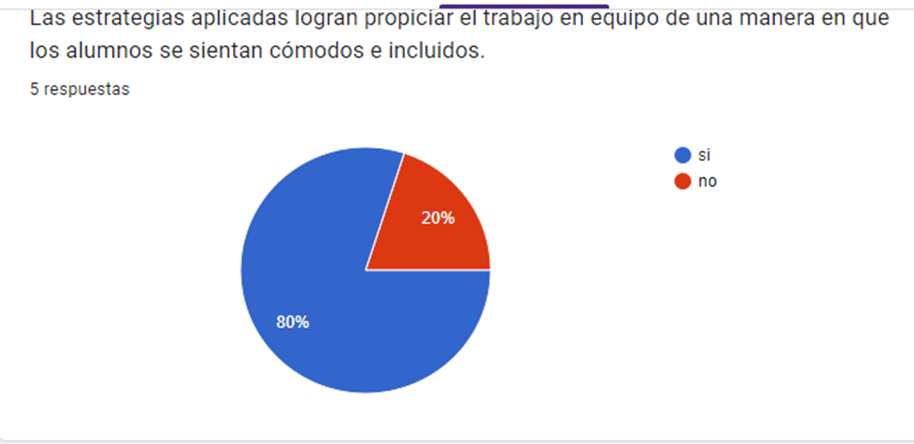 Las estrategias aplicadas logran propiciar el trabajo en equipo de una manera en que
los alumnos se sientan cómodos e incluidos.
5 respuestas
si
no
20%
80%